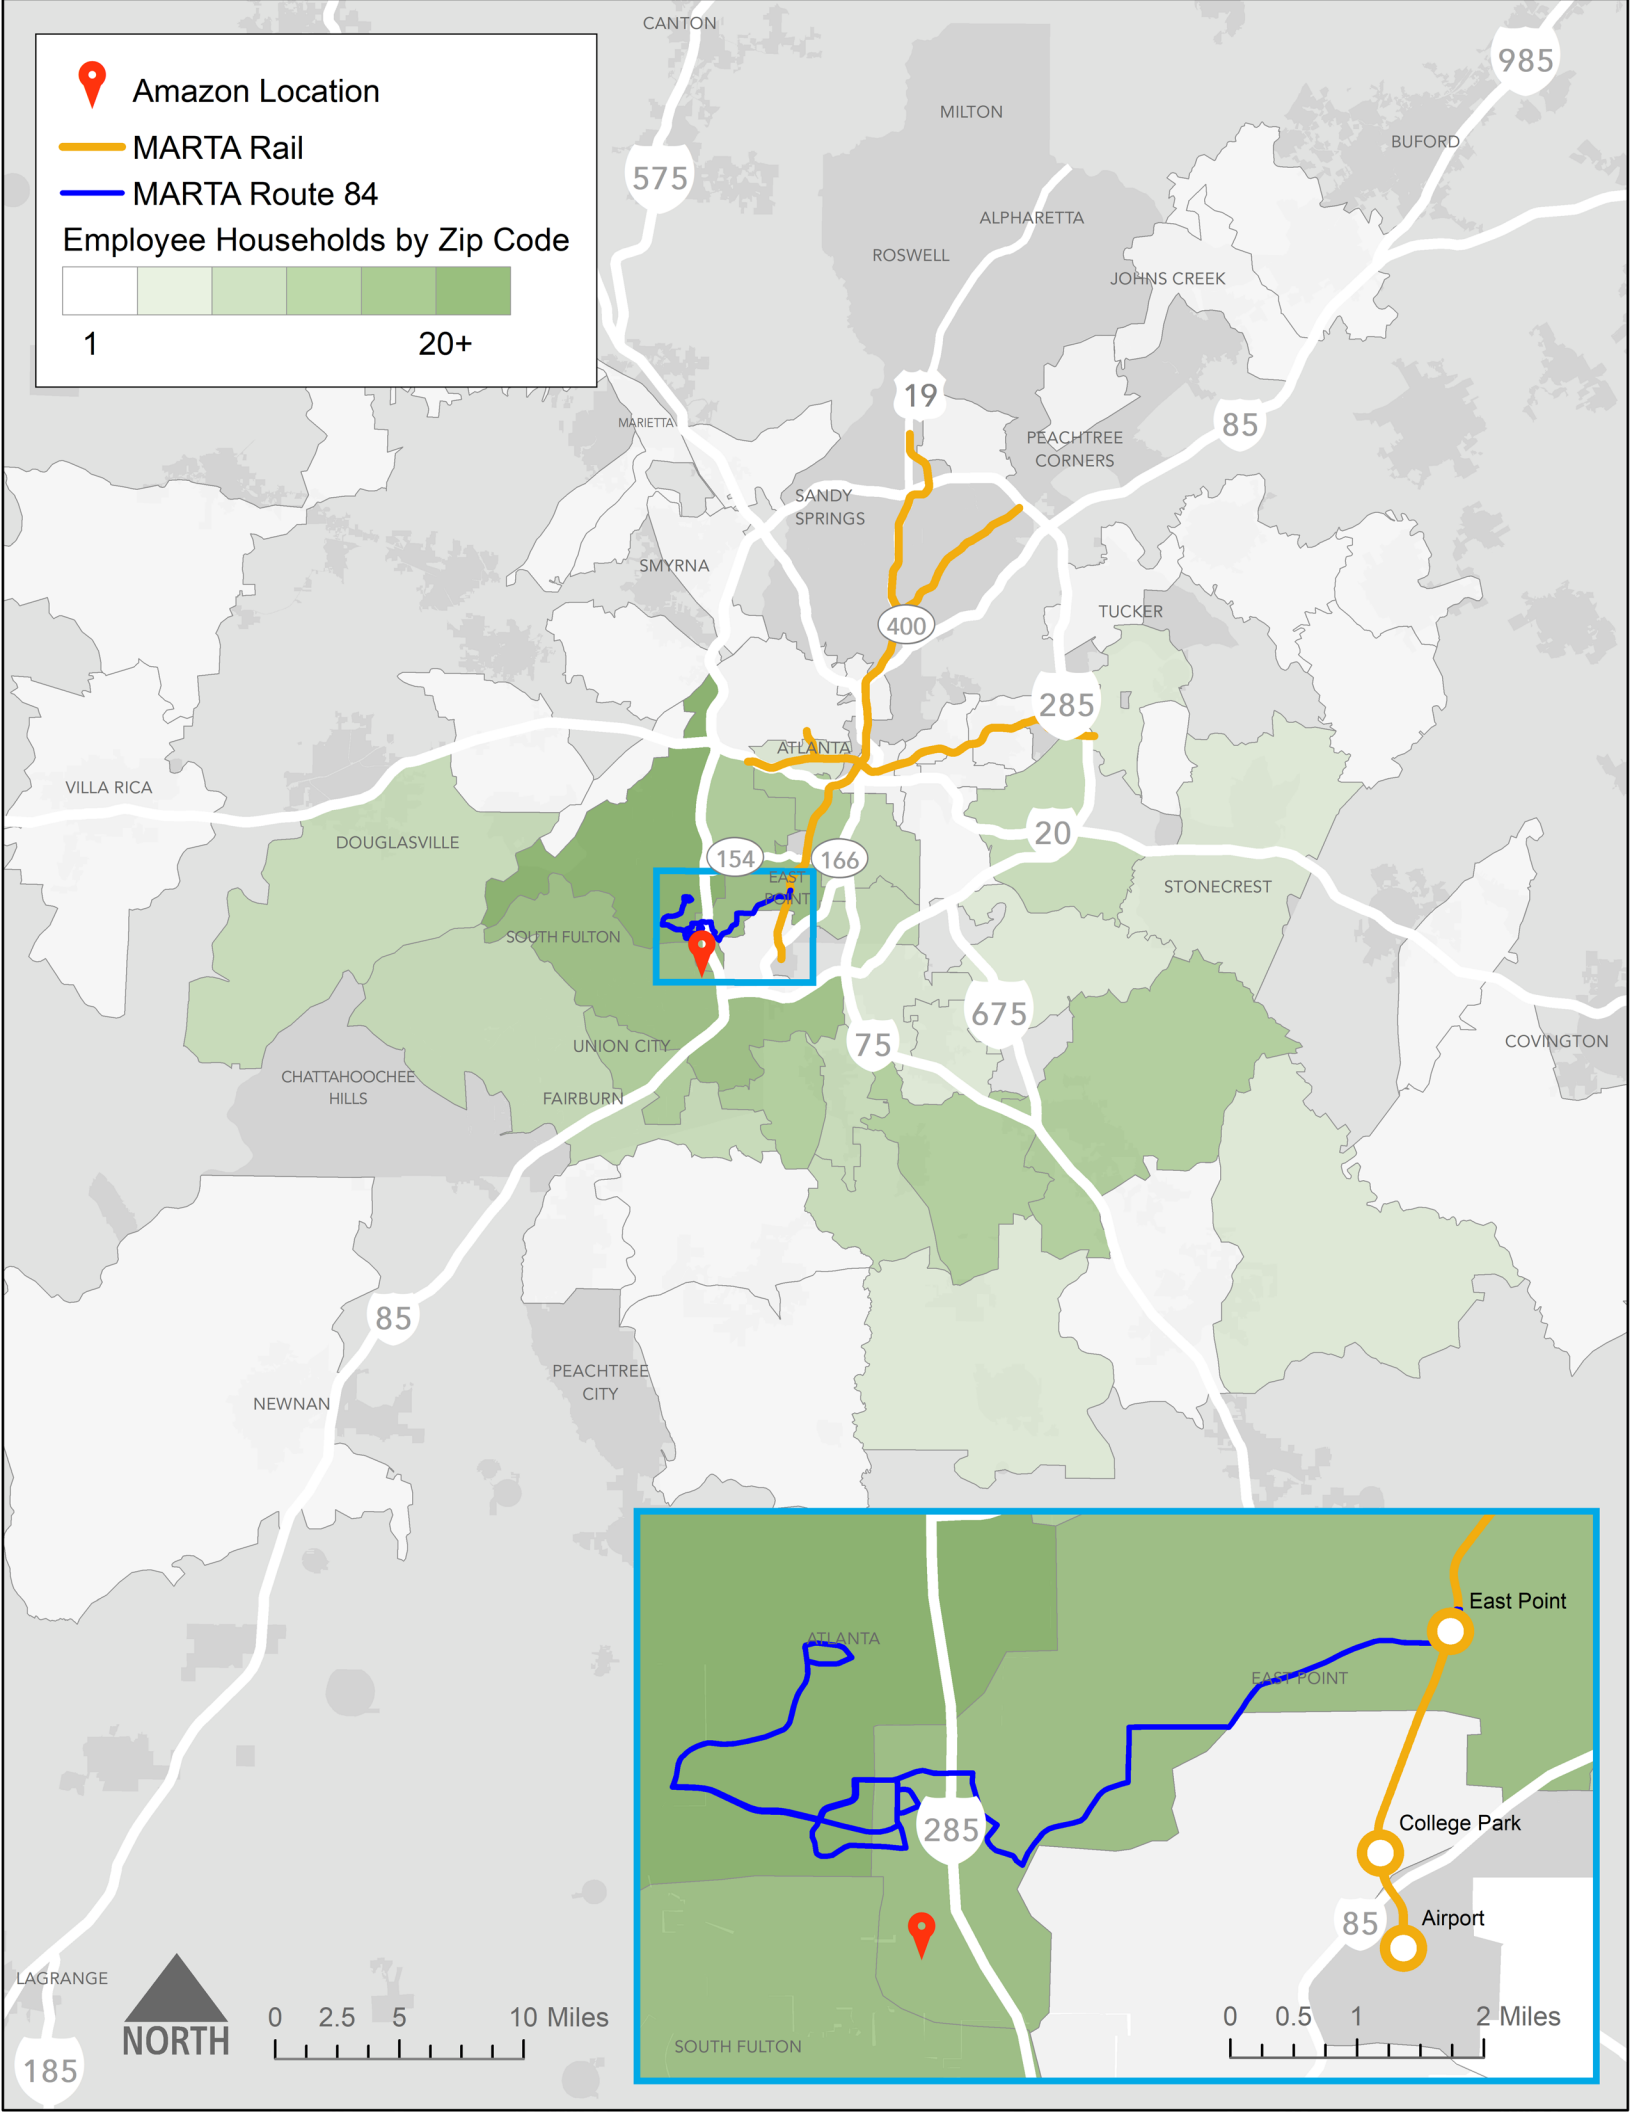 CANTON
985
Amazon Location
MILTON
MARTA Rail
BUFORD
575
MARTA Route 84
ALPHARETTA
Employee Households by Zip Code
ROSWELL
JOHNS CREEK
1 20+
19
MARIETTA
85
PEACHTREE
CORNERS
SANDY
SPRINGS
SMYRNA
TUCKER
400
285
ATLANTA
VILLA RICA
DOUGLASVILLE
20
154
166
EAST
POINT
STONECREST
SOUTH FULTON
675
UNION CITY
75
COVINGTON
CHATTAHOOCHEE
HILLS
FAIRBURN
85
PEACHTREE
CITY
NEWNAN
East Point
ATLANTA
EAST POINT
College Park
285
85
Airport
LAGRANGE
0 2.5 5 10 Miles
0 0.5 1 2 Miles
NORTH
SOUTH FULTON
185